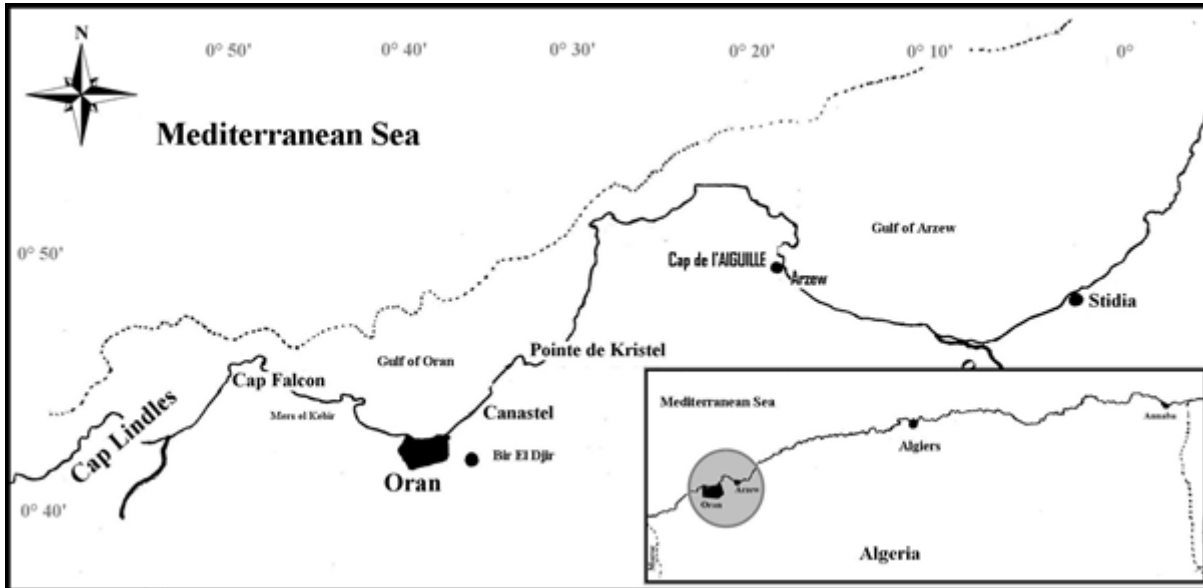 N
0° 50'
0° 40'
0° 30'
0° 20'
0° 10'
0°
Mediterranean Sea
0° 50'
Gulf of Arzew
Cap de l'AIGUILLE
Arzew
Stidia
Pointe de Kristel
Gulf of Oran
Cap Falcon
Mers el Kebir
Canastel
Cap Lindles
Bir El Djir
Oran
0° 40'
Mediterranean Sea
Annaba
Algiers
Arzew
Oran
Maroc
Algeria